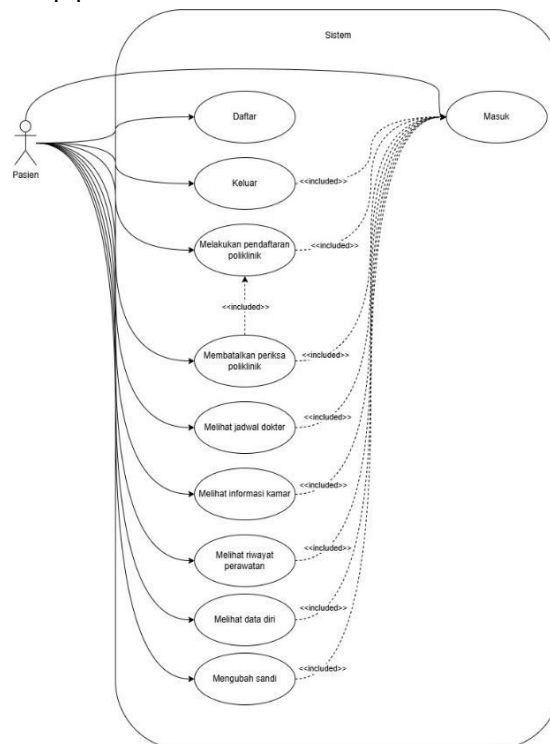 Sistem
Daftar
Masuk
Pasien
Keluar
<<included>>
Melakukan pendaftaran
poliklinik
<<included>>
<<included>>
Membatalkan periksa
poliklinik
<<included>>
Melihat jadwal dokter
<<included>>
Melihat informasi kamar
<<included>>
Melihat riwayat
perawatan
<<included>>
Melihat data diri
<<included>>
Mengubah sandi
<<included>>